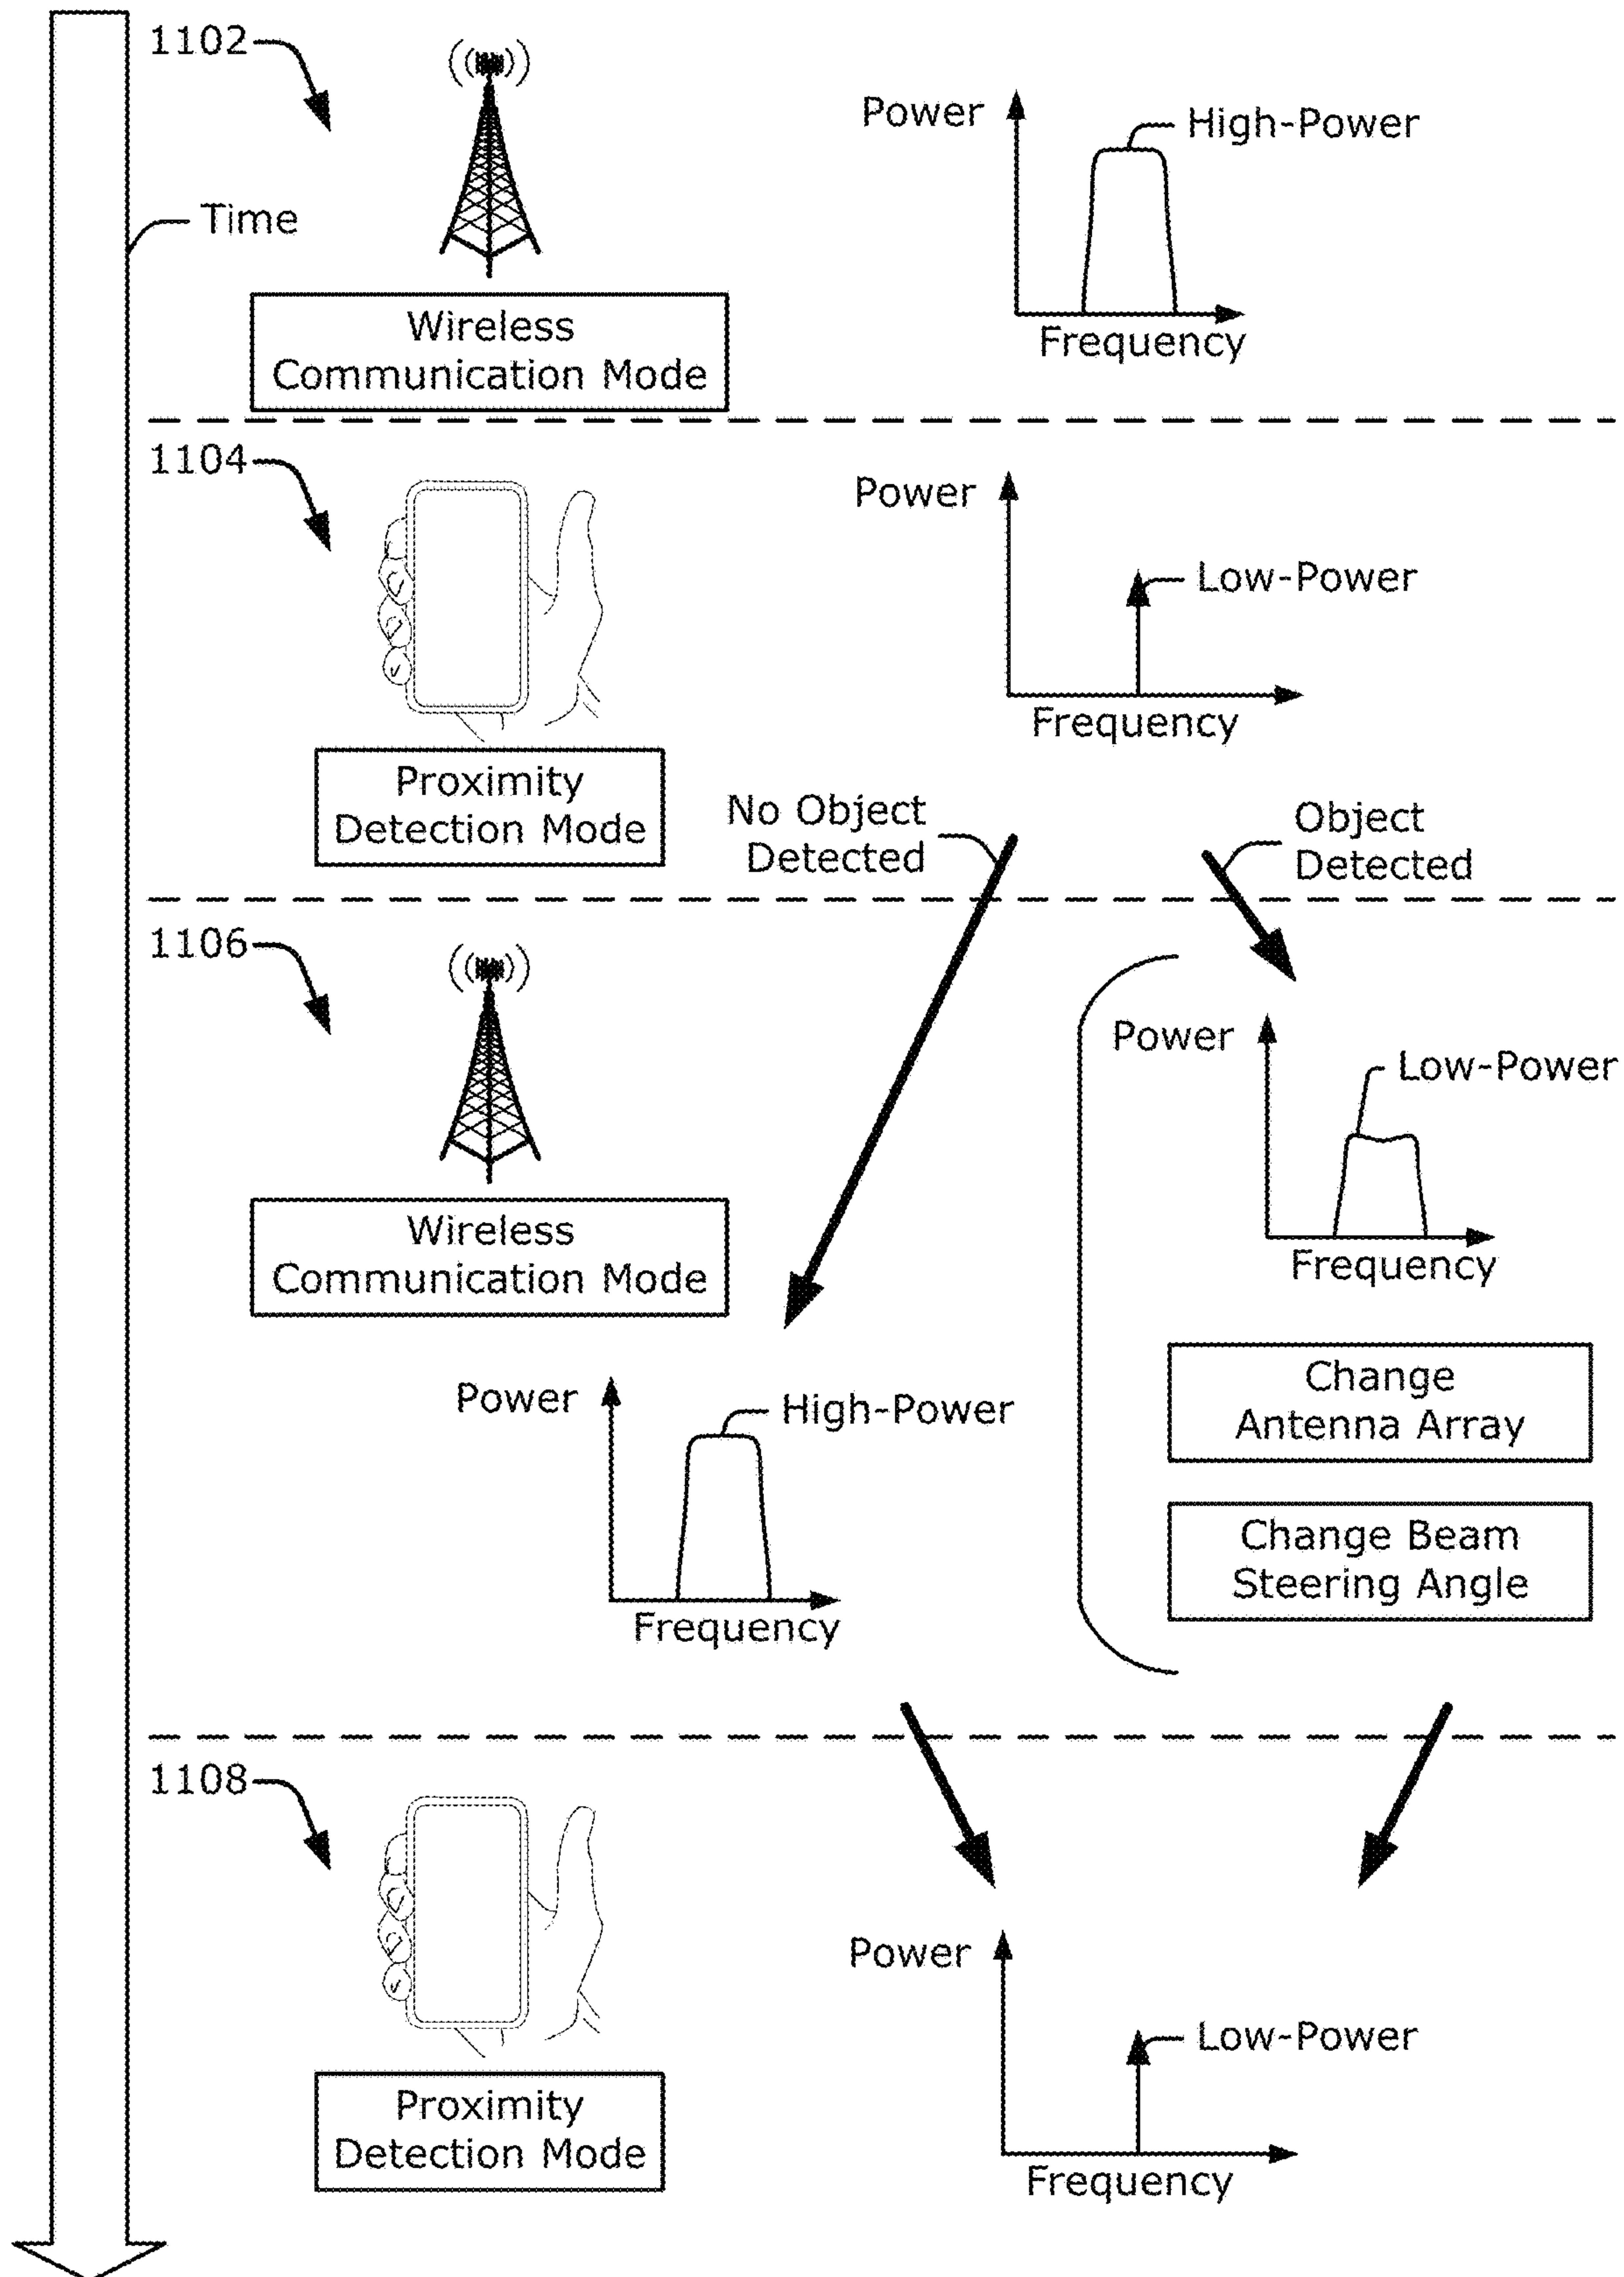 1102
Power
High-Power
Time
Wireless
Communication Mode
Frequency
1104
Power
Low-Power
Frequency
Proximity
Detection Mode
No Object
Detected
Object
Detected
1106
Power
Low-Power
Frequency
Wireless
Communication Mode
Change
Antenna Array
Power
High-Power
Change Beam
Steering Angle
Frequency
1108
Power
Low-Power
Frequency
Proximity
Detection Mode